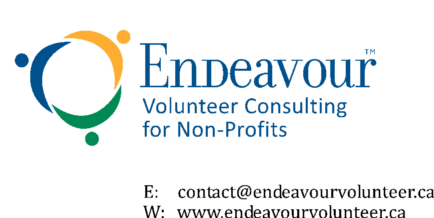 Endeavour™
Volunteer Consulting
for Non-Profits
E: contact@endeavourvolunteer.ca
W: www.endeavourvolunteer.ca